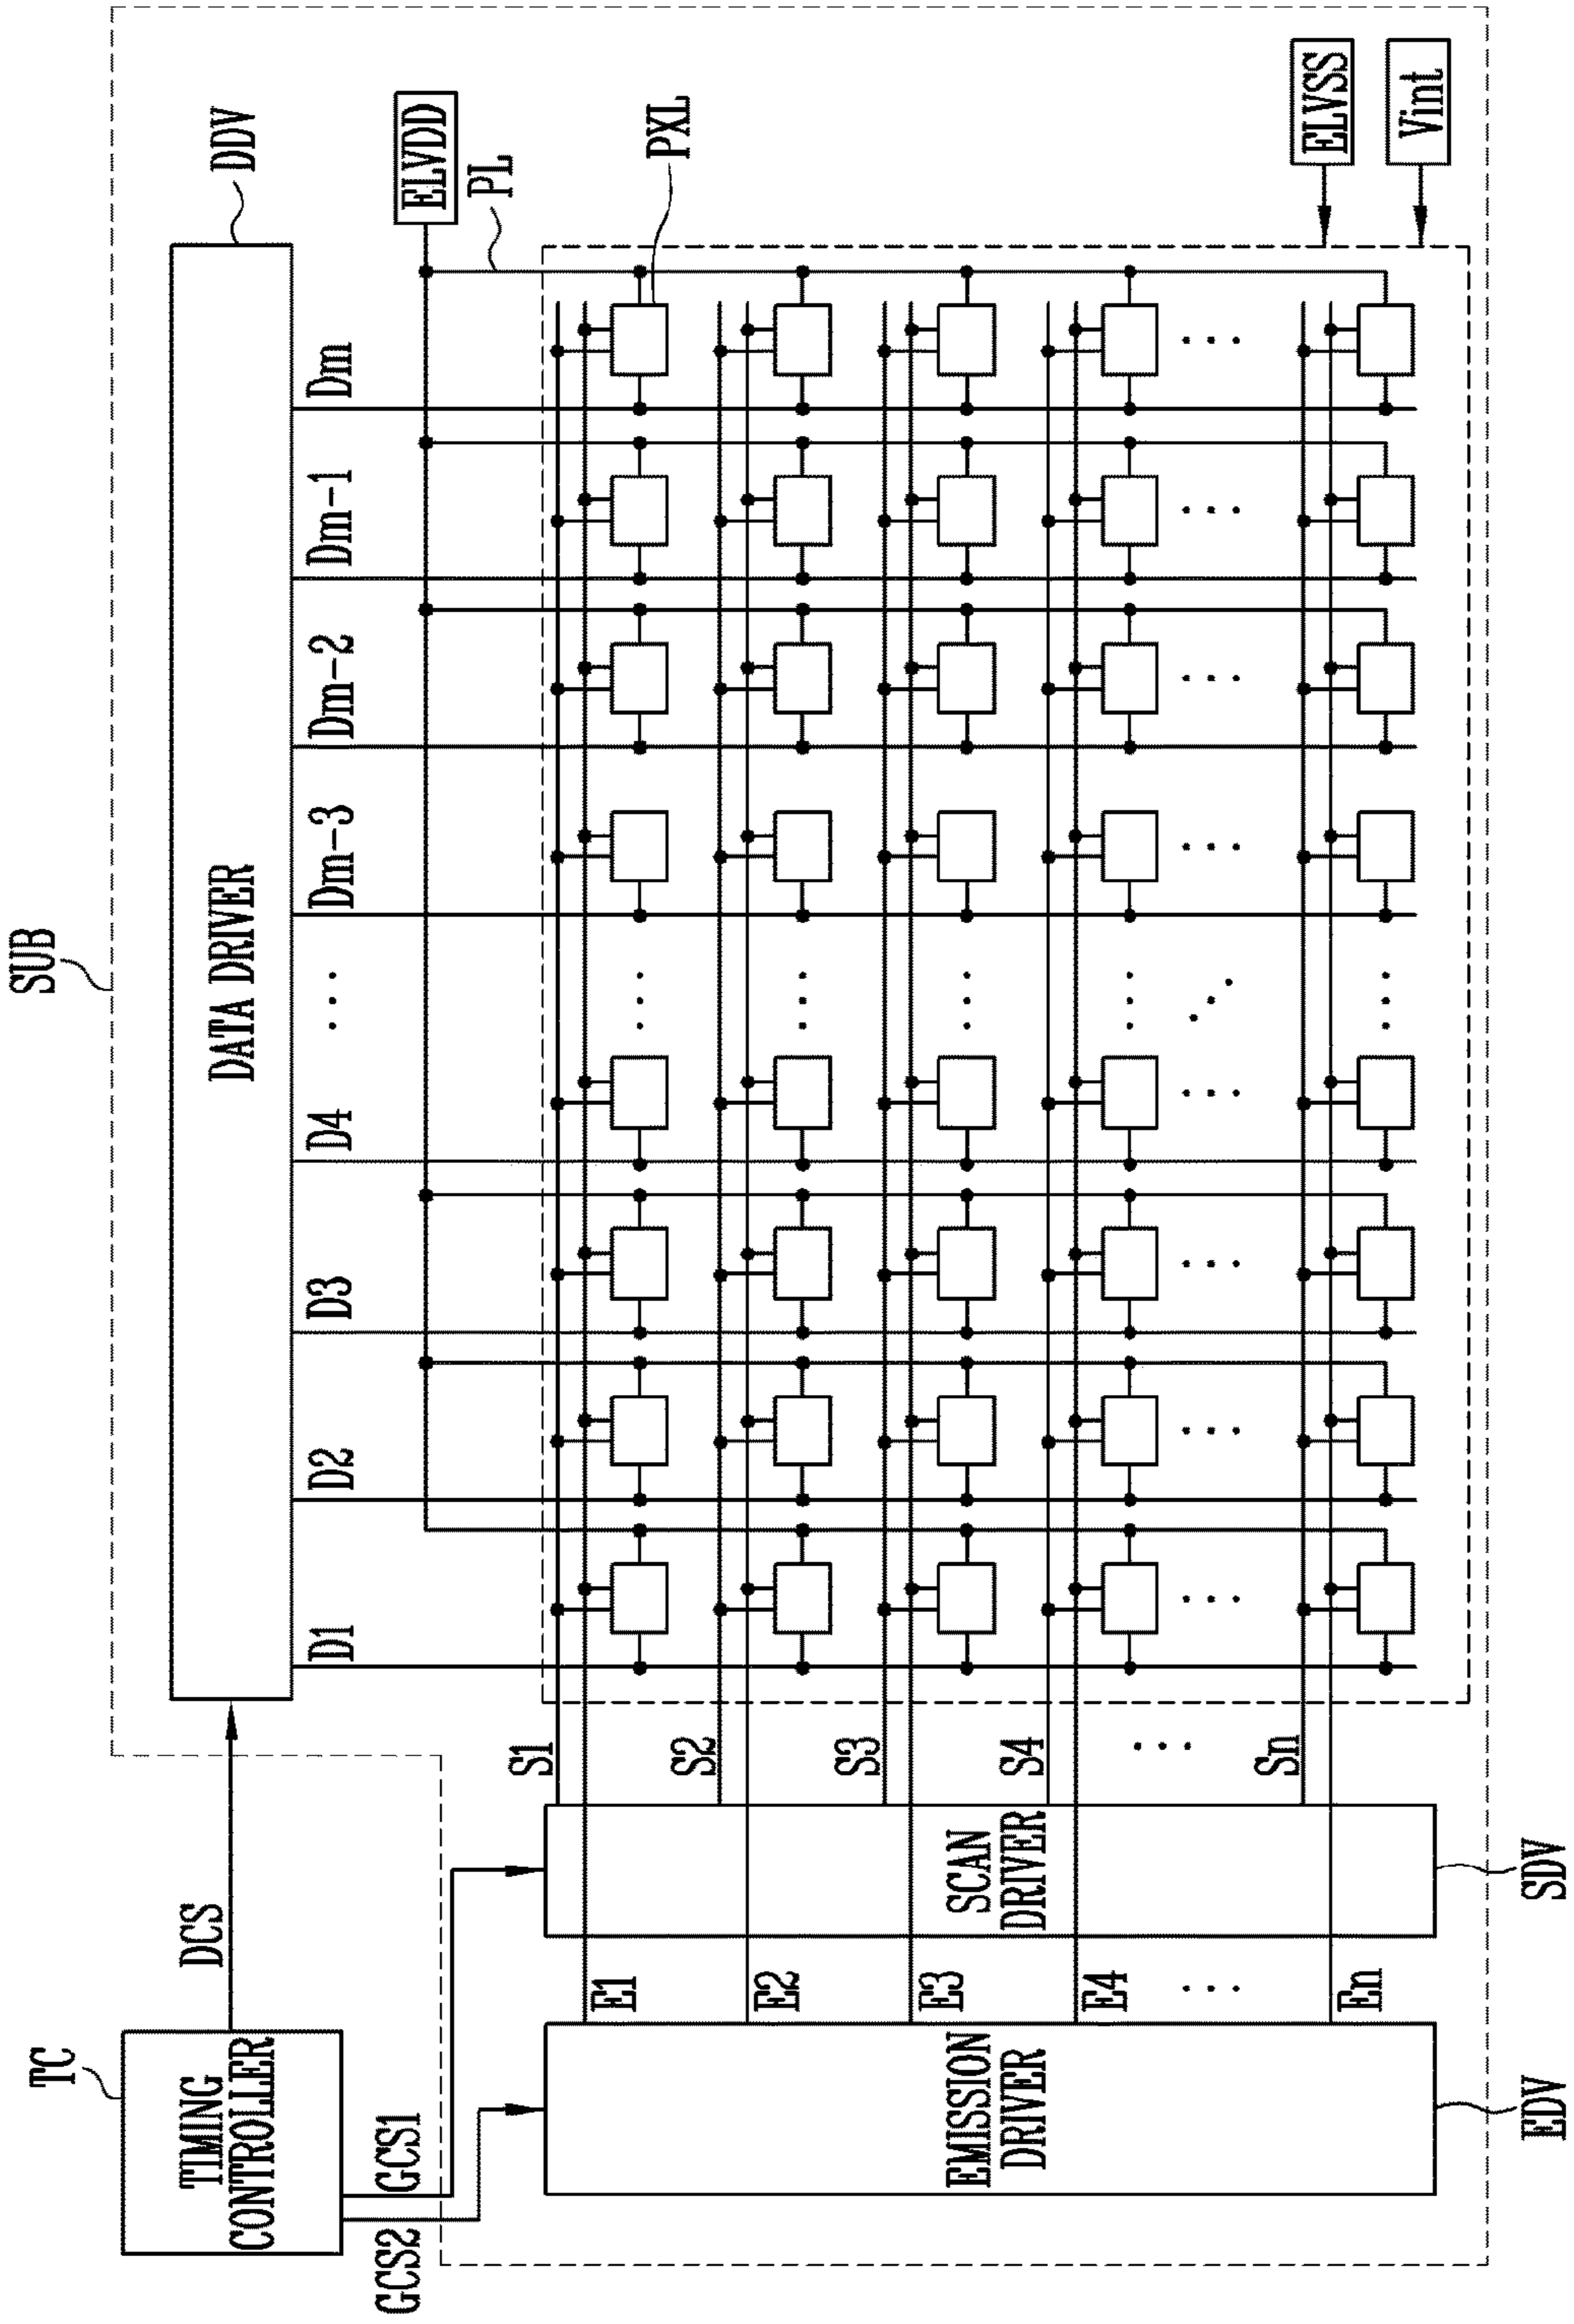 SUB
TC
TIMING
CONTROLLER
DCS
DATA DRIVER
DDV
GCS2
GCS1
D1
D2
D3
D4
...
Dm-3
Dm-2
Dm-1
Dm
ELVDD
PL
PXL
EMISSION
DRIVER
EDV
SCAN
DRIVER
SDV
E1
E2
E3
E4
...
En
S1
S2
S3
S4
...
Sn
ELVSS
Vint